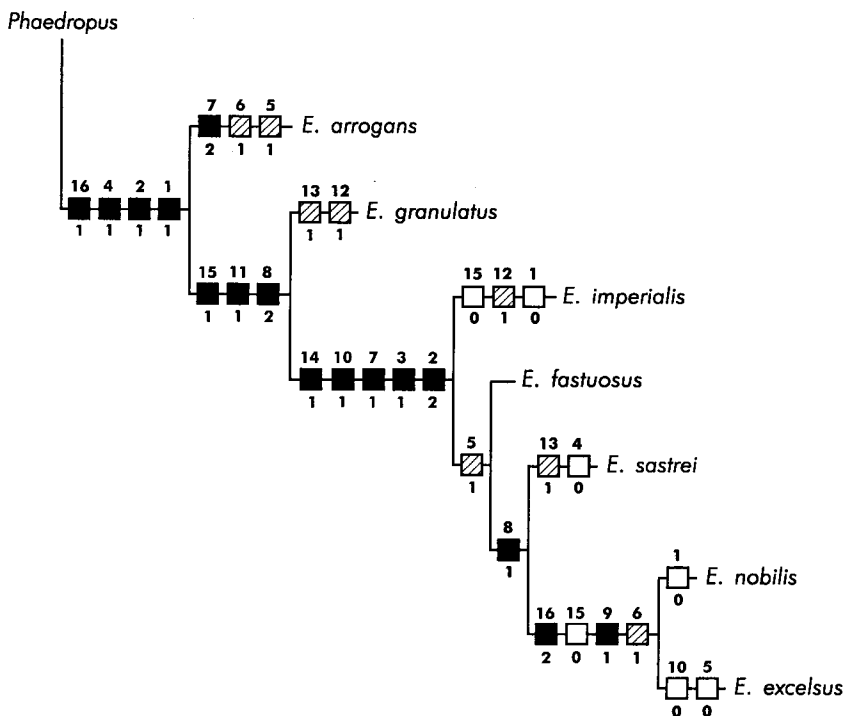 Phaedropus
7 6 5
E. arrogans
2 1 1
16 4 2 1
1 1 1 1
13 12
E. granulatus
1 1
15 11 8
1 1 2
15 12 1
E. imperialis
0 1 0
14 10 7 3 2
1 1 1 1 2
E. fastuosus
5
1
13 4
E. sastrei
1 0
8
1
1
E. nobilis
0
16 15 9 6
2 0 1 1
10 5
E. excelsus
0 0